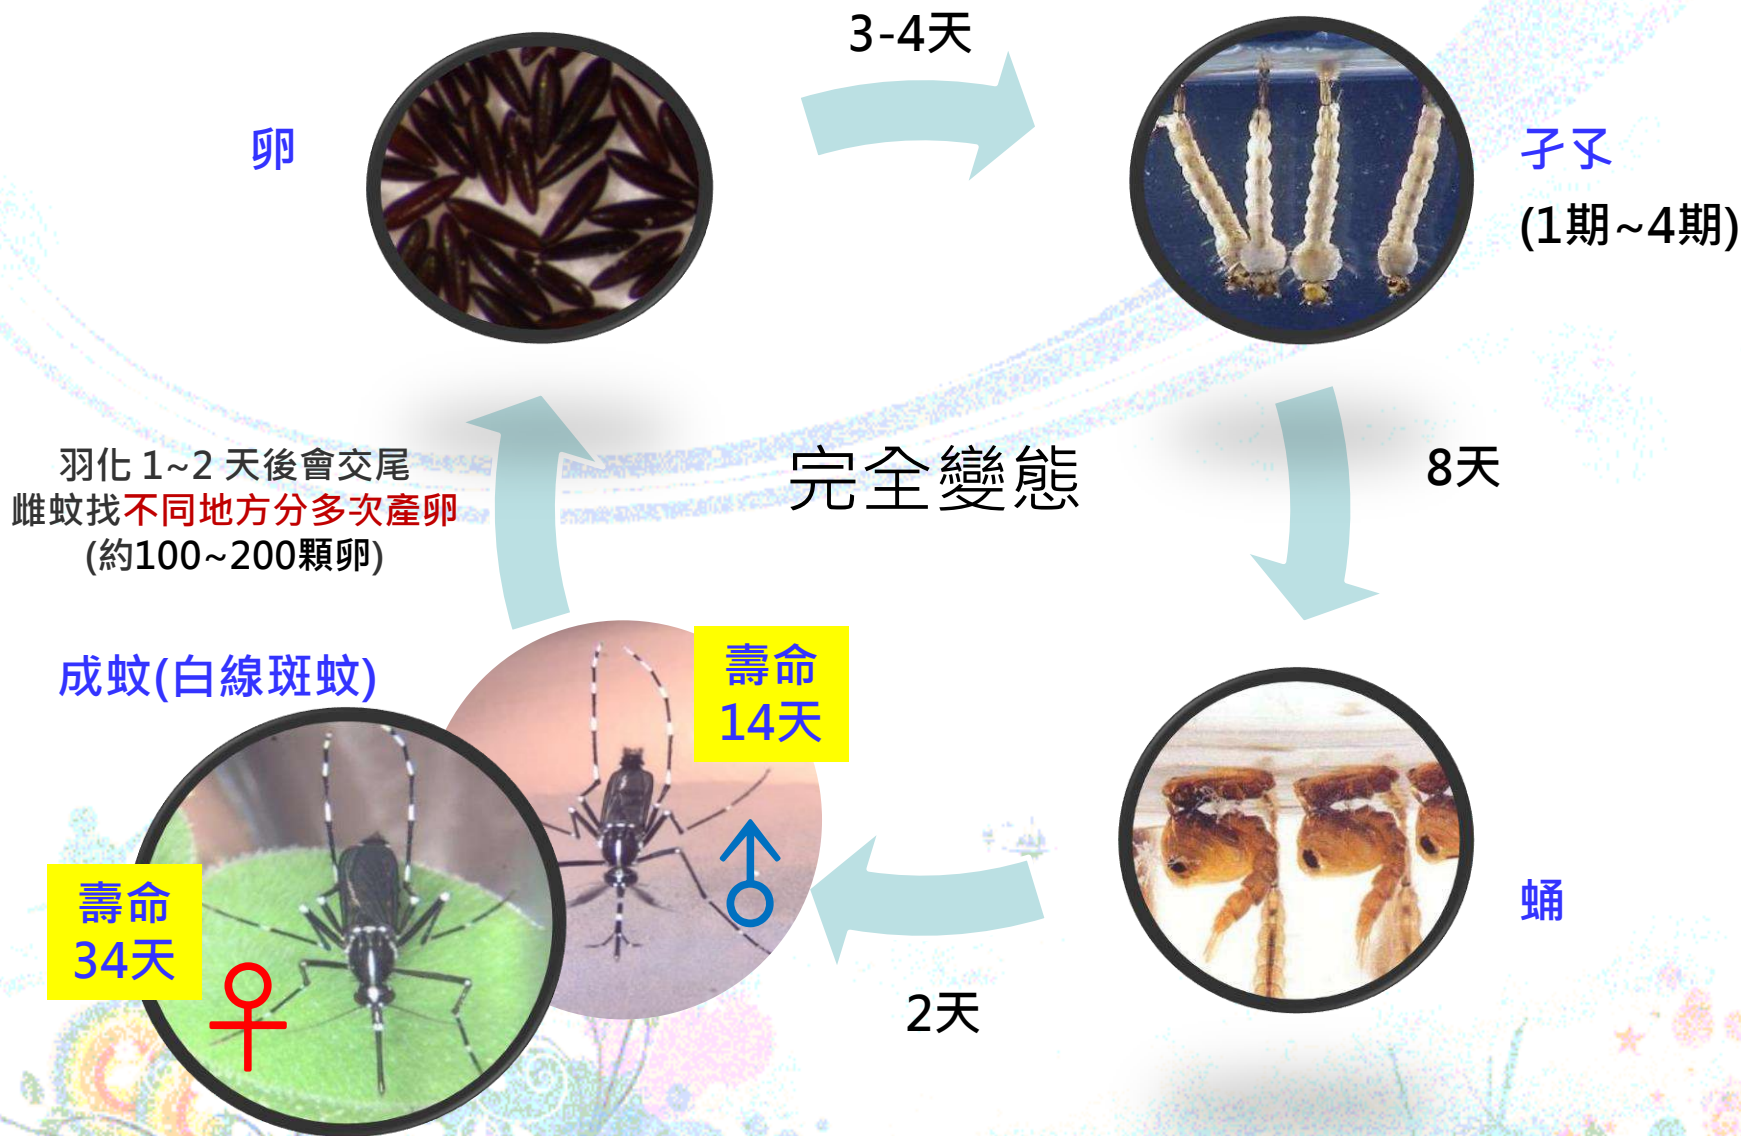 3-4天
卵
孑孓
(1期~4期)
羽化 1~2 天後會交尾
雌蚊找不同地方分多次產卵
(約100~200顆卵)
完全變態
8天
成蚊(白線斑蚊)
壽命
14天
壽命
34天
蛹
2天